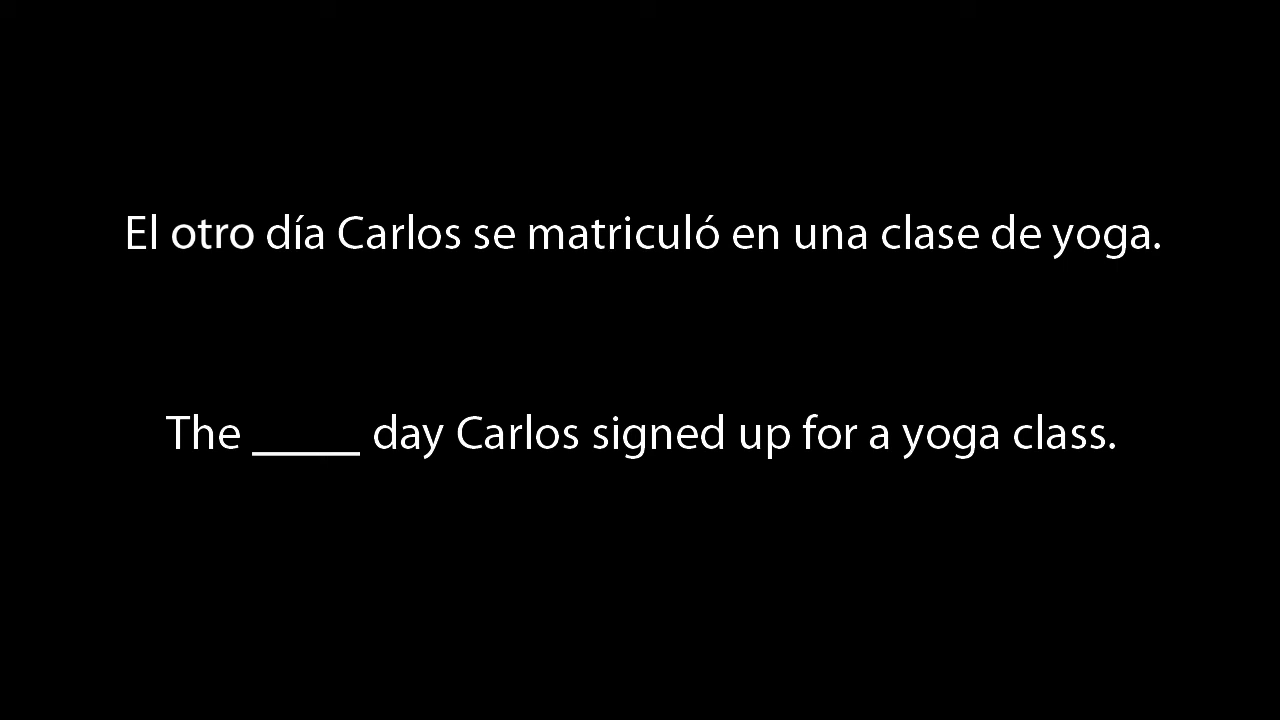 El otro día Carlos se matriculó en una clase de yoga.
The _____ day Carlos signed up for a yoga class.